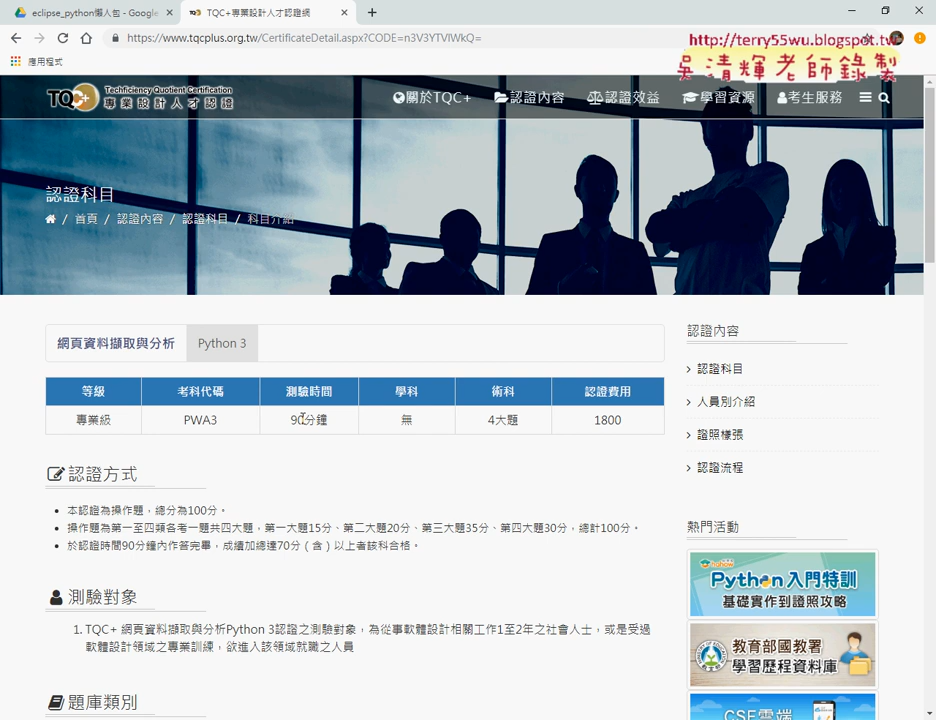 eclipse_python懶人包 - Google
TQC+專業設計人才認證網
https://www.tqcplus.org.tw/CertificateDetail.aspx?CODE=n3V3YTVlWkQ=
http://terry55wu.blogspot.tw
吳清輝老師錄製
應用程式
TQC+
Techficiency Quotient Certification
專業設計人才認證
關於TQC+
認證內容
認證效益
學習資源
考生服務
認證科目
/ 首頁 / 認證內容 / 認證科目 / 科目介紹
網頁資料擷取與分析
Python 3
等級 考科代碼 測驗時間 學科 術科 認證費用
專業級 PWA3 90分鐘 無 4大題 1800
認證方式
• 本認證為操作題，總分為100分。
• 操作題為第一至四類各考一題共四大題，第一大題15分、第二大題20分、第三大題35分、第四大題30分，總計100分。
• 於認證時間90分鐘內作答完畢，成績加總達70分（含）以上者該科合格。
測驗對象
1. TQC+ 網頁資料擷取與分析Python 3認證之測驗對象，為從事軟體設計相關工作1至2年之社會人士，或是受過
軟體設計領域之專業訓練，欲進入該領域就職之人員
題庫類別
認證內容
認證科目
人員別介紹
證照樣張
認證流程
熱門活動
Python入門特訓
基礎實作到證照攻略
教育部國教署
學習歷程資料庫
CSF雲端